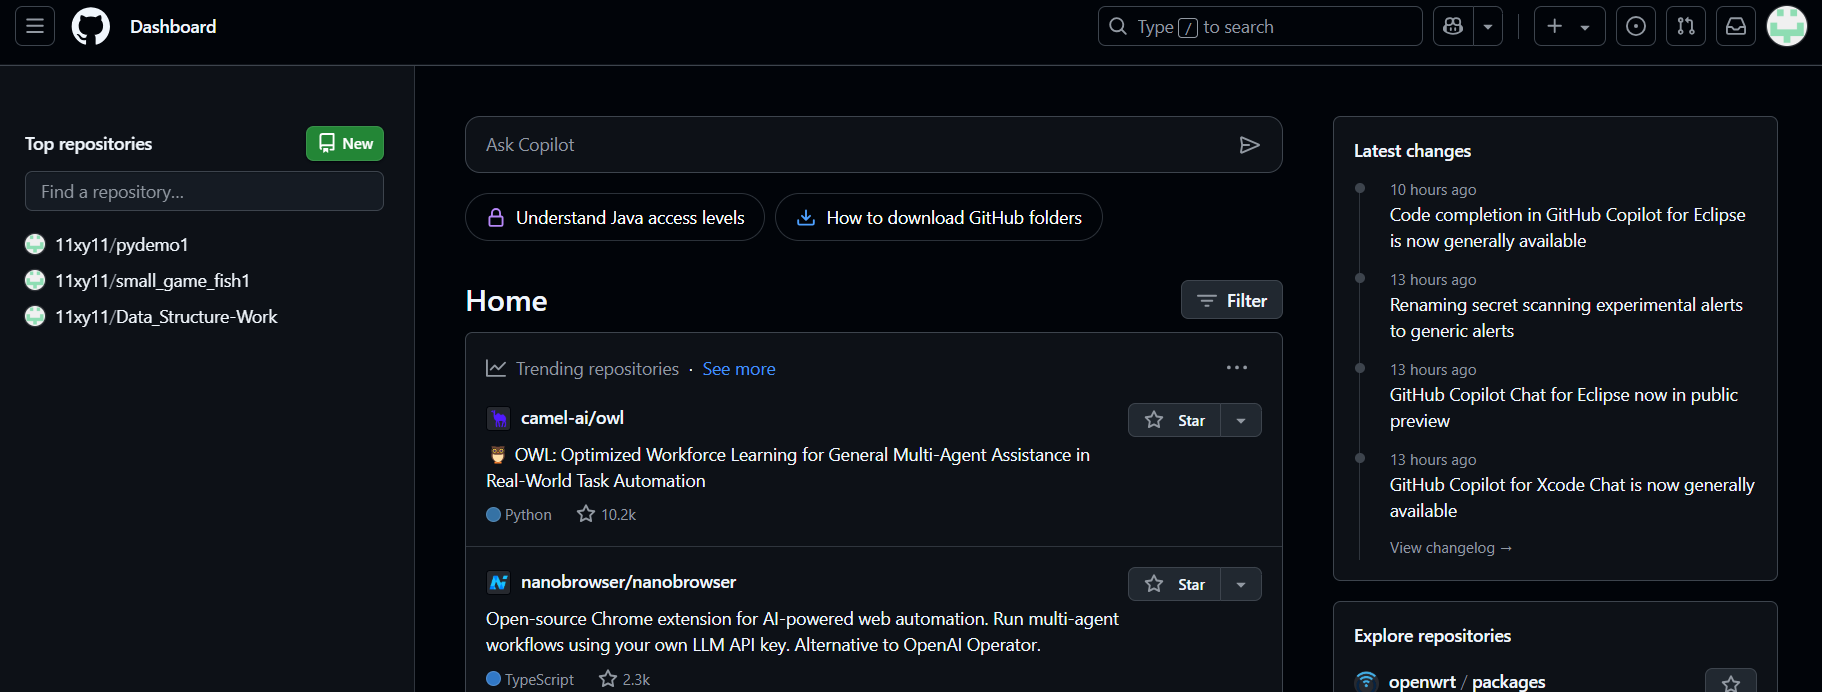 Dashboard
Type / to search
Top repositories
New
Find a repository...
11xy11/pydemo1
11xy11/small_game_fish1
11xy11/Data_Structure-Work
Ask Copilot
Understand Java access levels
How to download GitHub folders
Home
Filter
Trending repositories · See more
camel-ai/owl
Star
🦉 OWL: Optimized Workforce Learning for General Multi-Agent Assistance in
Real-World Task Automation
Python 10.2k
nanobrowser/nanobrowser
Star
Open-source Chrome extension for AI-powered web automation. Run multi-agent
workflows using your own LLM API key. Alternative to OpenAI Operator.
TypeScript 2.3k
Latest changes
10 hours ago
Code completion in GitHub Copilot for Eclipse
is now generally available
13 hours ago
Renaming secret scanning experimental alerts
to generic alerts
13 hours ago
GitHub Copilot Chat for Eclipse now in public
preview
13 hours ago
GitHub Copilot for Xcode Chat is now generally
available
View changelog →
Explore repositories
openwrt / packages